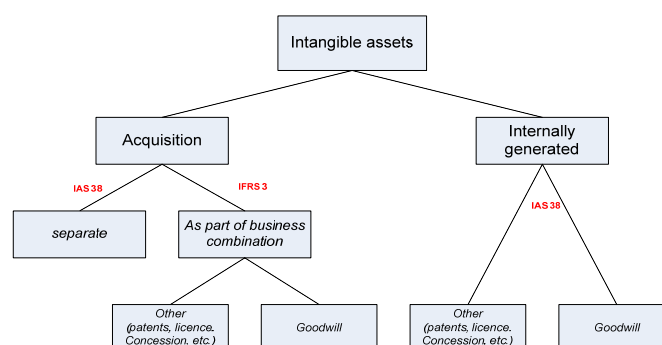 Intangible assets
Acquisition
Internally
generated
IAS 38
IFRS 3
IAS 38
separate
As part of business
combination
Other
(patents, licence.
Concession, etc.)
Goodwill
Other
(patents, licence.
Concession, etc.)
Goodwill